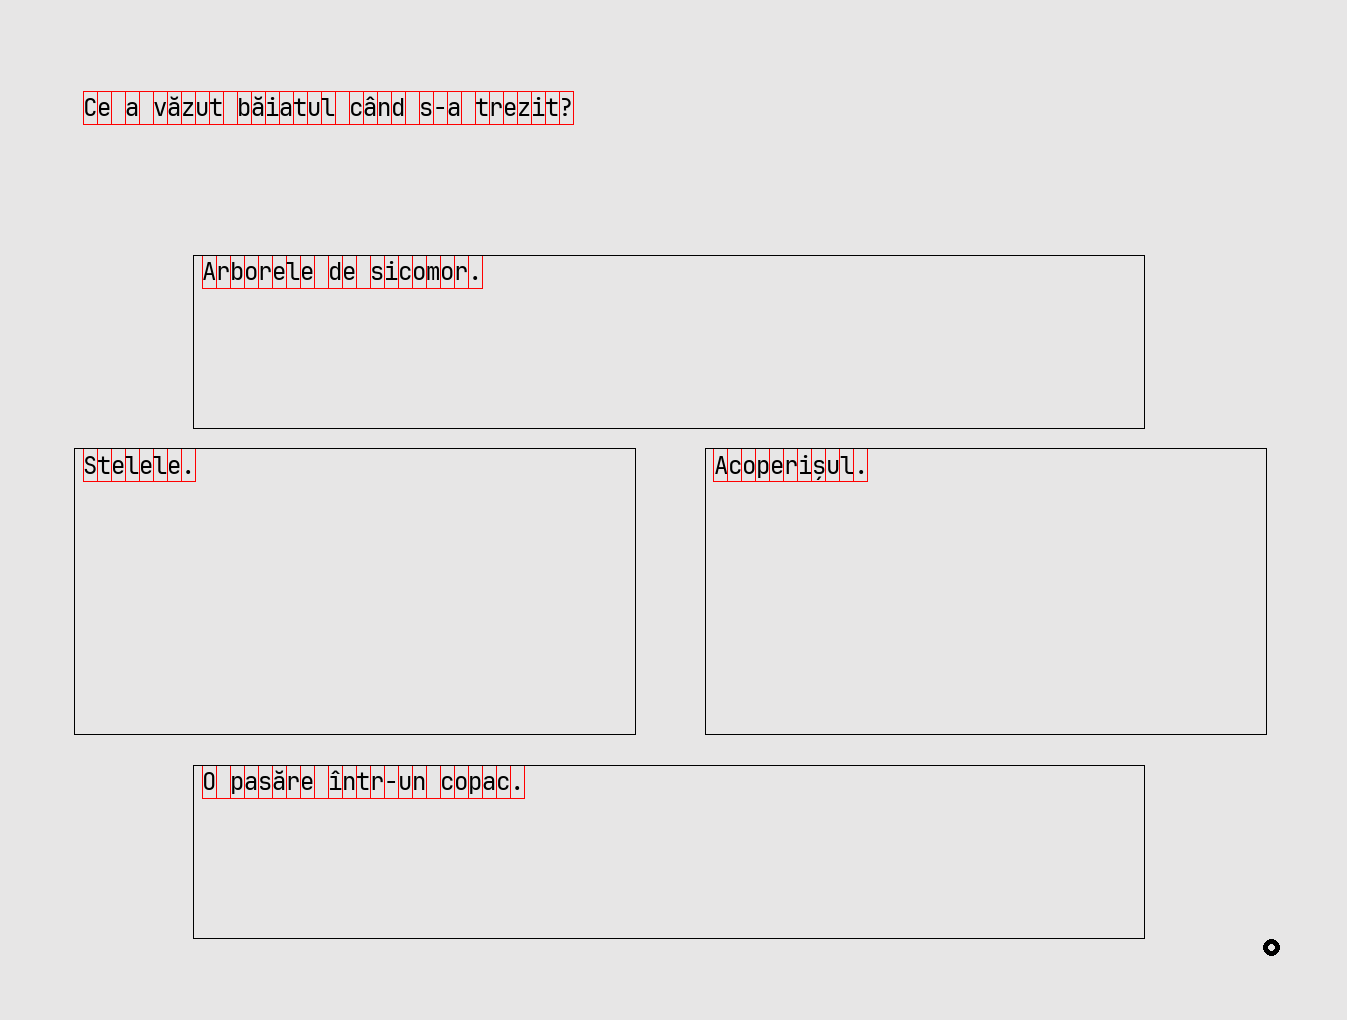 Ce a văzut băiatul când s-a trezit?
Arborele de sicomor.
Stelele.
Acoperișul.
O pasăre într-un copac.